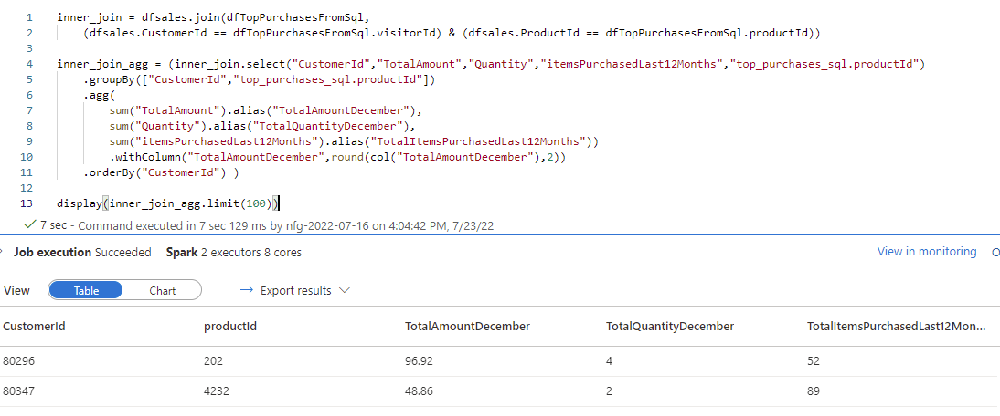 1 inner_join = dfsales.join(dfTopPurchasesFromSql,
2 (dfsales.CustomerId == dfTopPurchasesFromSql.visitorId) & (dfsales.ProductId == dfTopPurchasesFromSql.productId))
3
4 inner_join_agg = (inner_join.select("CustomerId","TotalAmount","Quantity","itemsPurchasedLast12Months","top_purchases_sql.productId")
5 .groupBy(["CustomerId","top_purchases_sql.productId"])
6 .agg(
7 sum("TotalAmount").alias("TotalAmountDecember"),
8 sum("Quantity").alias("TotalQuantityDecember"),
9 sum("itemsPurchasedLast12Months").alias("TotalItemsPurchasedLast12Months"))
10 .withColumn("TotalAmountDecember",round(col("TotalAmountDecember"),2))
11 .orderBy("CustomerId") )
12
13 display(inner_join_agg.limit(100))
7 sec - Command executed in 7 sec 129 ms by nfg-2022-07-16 on 4:04:42 PM, 7/23/22
Job execution Succeeded Spark 2 executors 8 cores View in monitoring
View Table Chart Export results
CustomerId productId TotalAmountDecember TotalQuantityDecember TotalItemsPurchasedLast12Mon...
80296 202 96.92 4 52
80347 4232 48.86 2 89